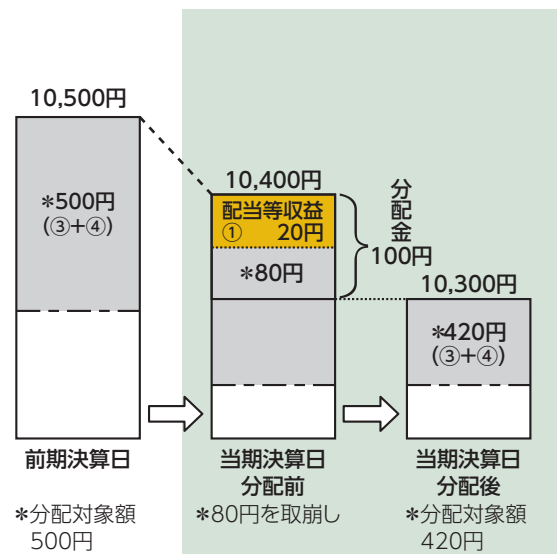 10,500円
*500円
(③+④)
前期決算日
*分配対象額
500円
10,400円
配当等収益
① 20円
*80円
分配金
100円
当期決算日
分配前
*80円を取崩し
10,300円
*420円
(③+④)
当期決算日
分配後
*分配対象額
420円